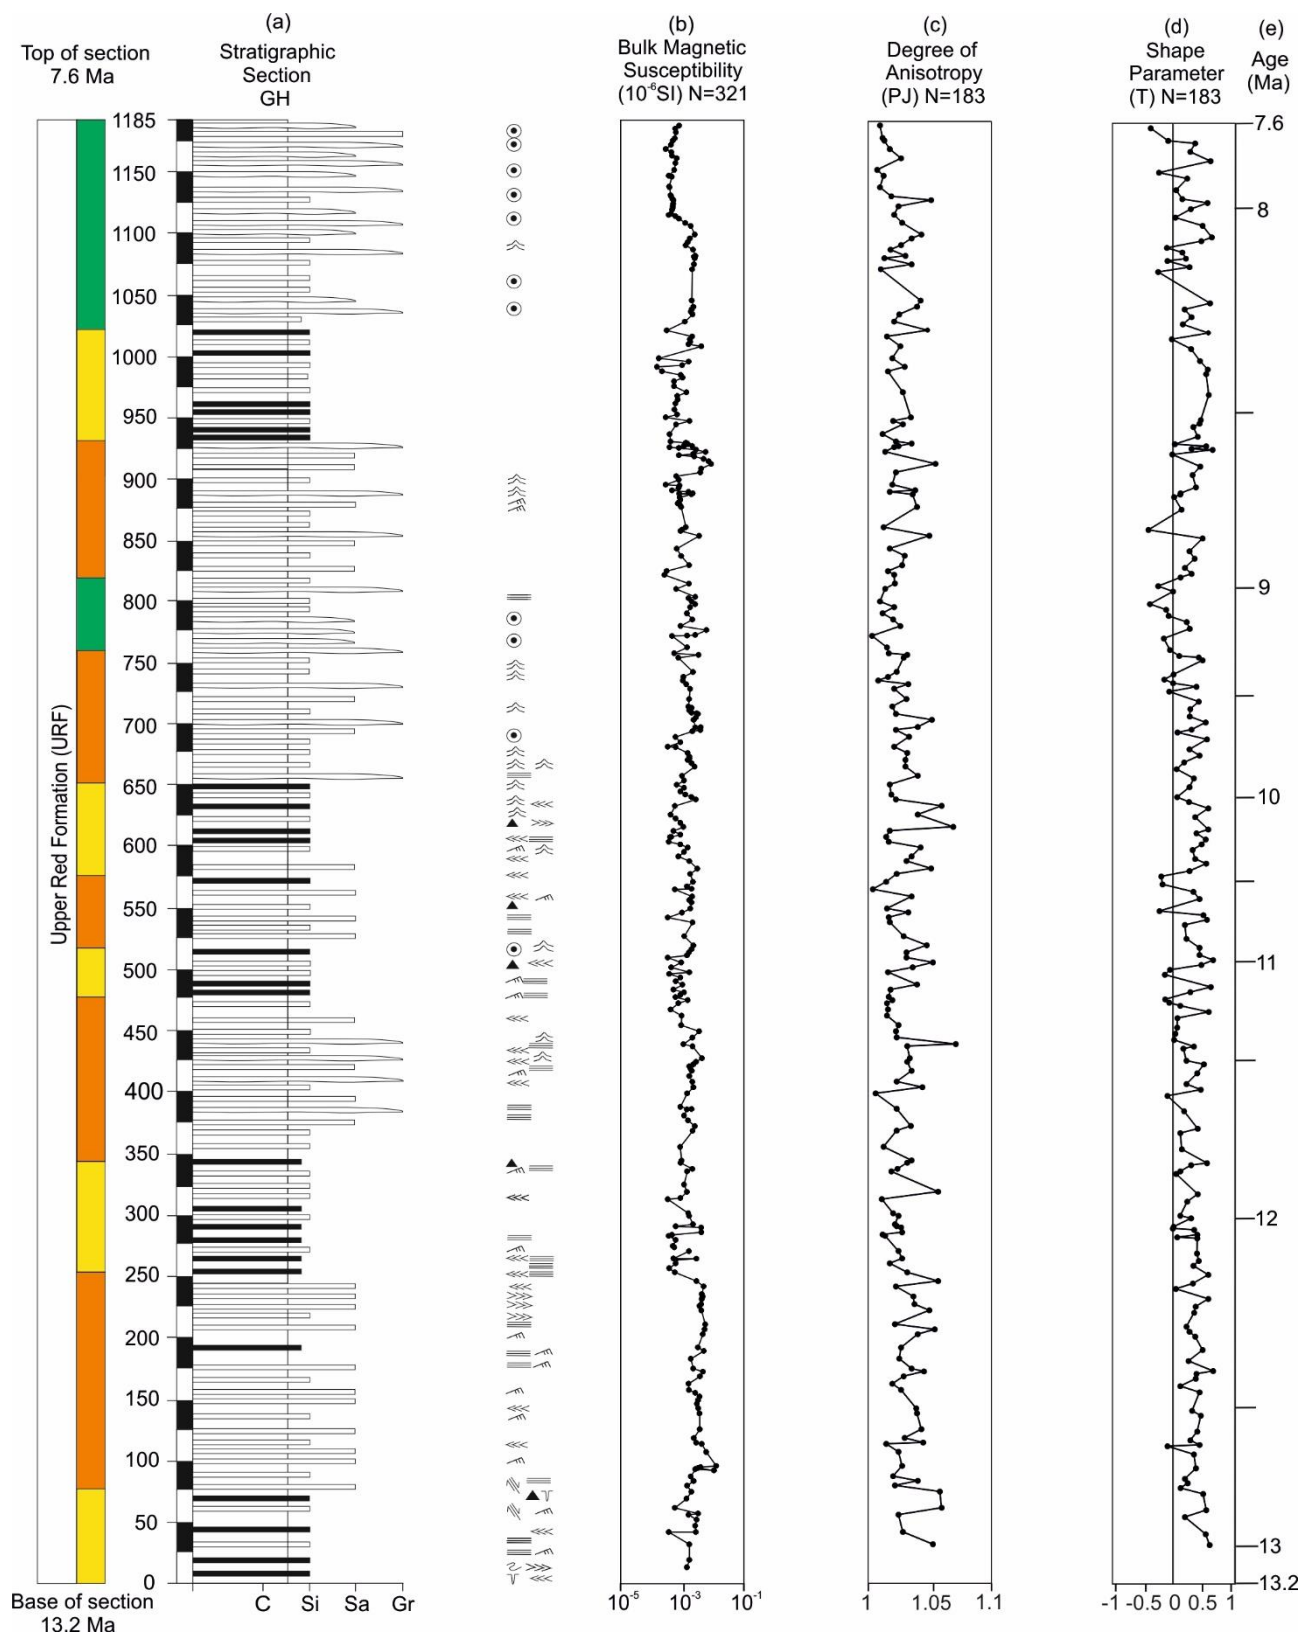 (a)
(b)
(c)
(d)
(e)
Top of section
7.6 Ma
Stratigraphic
Section
GH
Bulk Magnetic
Susceptibility
(10⁻⁶SI) N=321
Degree of
Anisotropy
(PJ) N=183
Shape
Parameter
(T) N=183
Age
(Ma)
1185
1150
1100
1050
1000
950
900
850
800
750
700
650
600
550
500
450
400
350
300
250
200
150
100
50
0
Upper Red Formation (URF)
7.6
8
9
10
11
12
13
13.2
Base of section
13.2 Ma
C Si Sa Gr
10⁻⁵ 10⁻³ 10⁻¹
1 1.05 1.1
-1 -0.5 0 0.5 1